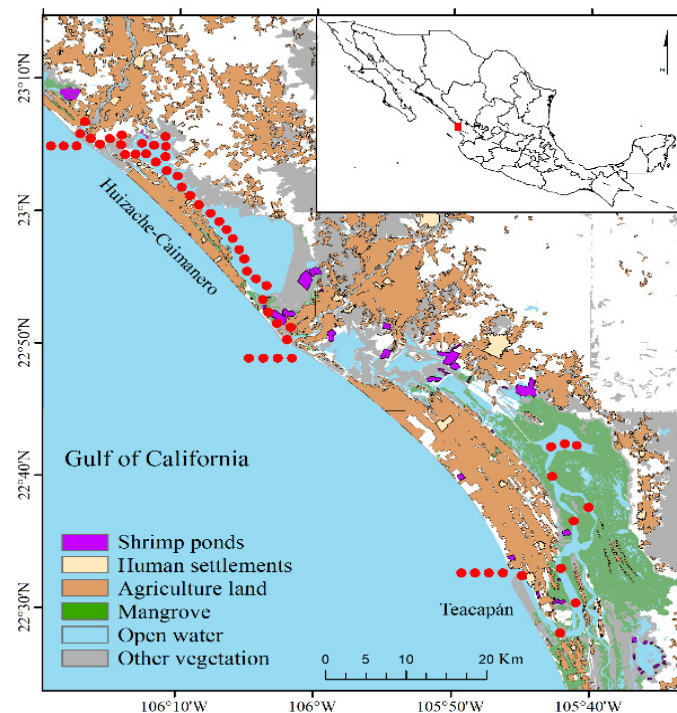 23°10'N
23°N
22°50'N
22°40'N
22°30'N
Huizache-Caimanero
Gulf of California
Teacapán
Shrimp ponds
Human settlements
Agriculture land
Mangrove
Open water
Other vegetation
0 5 10 20 Km
106°10'W 106°W 105°50'W 105°40'W